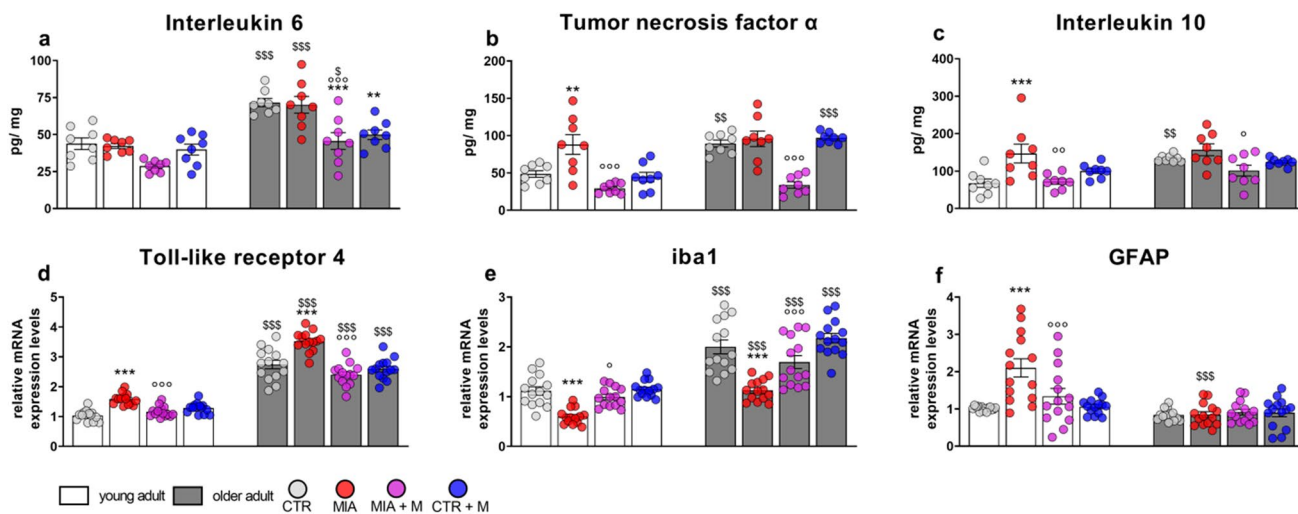 Interleukin 6
Tumor necrosis factor α
Interleukin 10
a
b
c
$$$
$$$
$
°°°
***
**
**
°°°
$$
°°°
$$$
***
°°
$$
°
pg/ mg
100
75
50
25
0
pg/ mg
200
150
100
50
0
pg/ mg
400
300
200
100
0
Toll-like receptor 4
iba1
GFAP
d
e
f
***
°°°
$$$
$$$
***
$$$
°°°
$$$
***
°
$$$
$$$
***
$$$
°°°
$$$
***
°°°
$$$
relative mRNA
expression levels
5
4
3
2
1
0
relative mRNA
expression levels
3
2
1
0
relative mRNA
expression levels
4
3
2
1
0
young adult
older adult
CTR
MIA
MIA + M
CTR + M